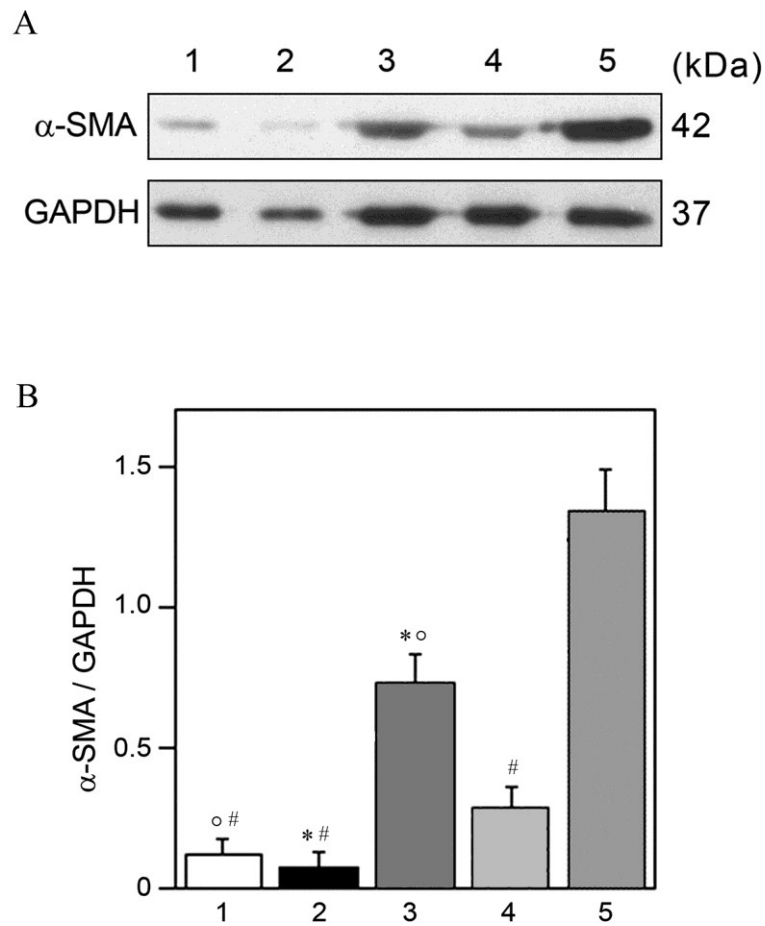 A
1 2 3 4 5 (kDa)
α-SMA 42
GAPDH 37
B
α-SMA / GAPDH
1.5
1.0
0.5
0
○ #
* #
* ○
#
1 2 3 4 5